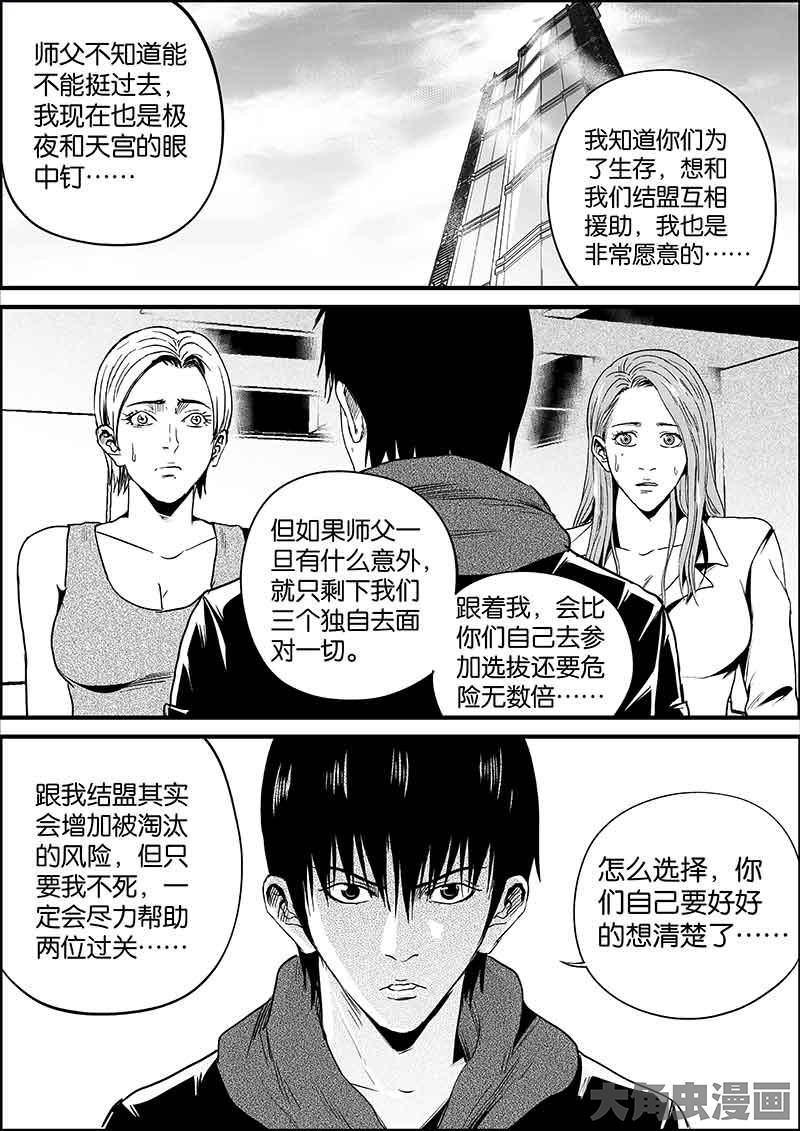 师父不知道能
不能挺过去，
我现在也是极
夜和天宫的眼
中钉……
我知道你们为
了生存，想和
我们结盟互相
援助，我也是
非常愿意的……
但如果师父一
旦有什么意外，
就只剩下我们
三个独自去面
对一切。
跟着我，会比
你们自己去参
加选拔还要危
险无数倍……
跟我结盟其实
会增加被淘汰
的风险，但只
要我不死，一
定会尽力帮助
两位过关……
怎么选择，你
们自己要好好
的想清楚了……
大角虫漫画